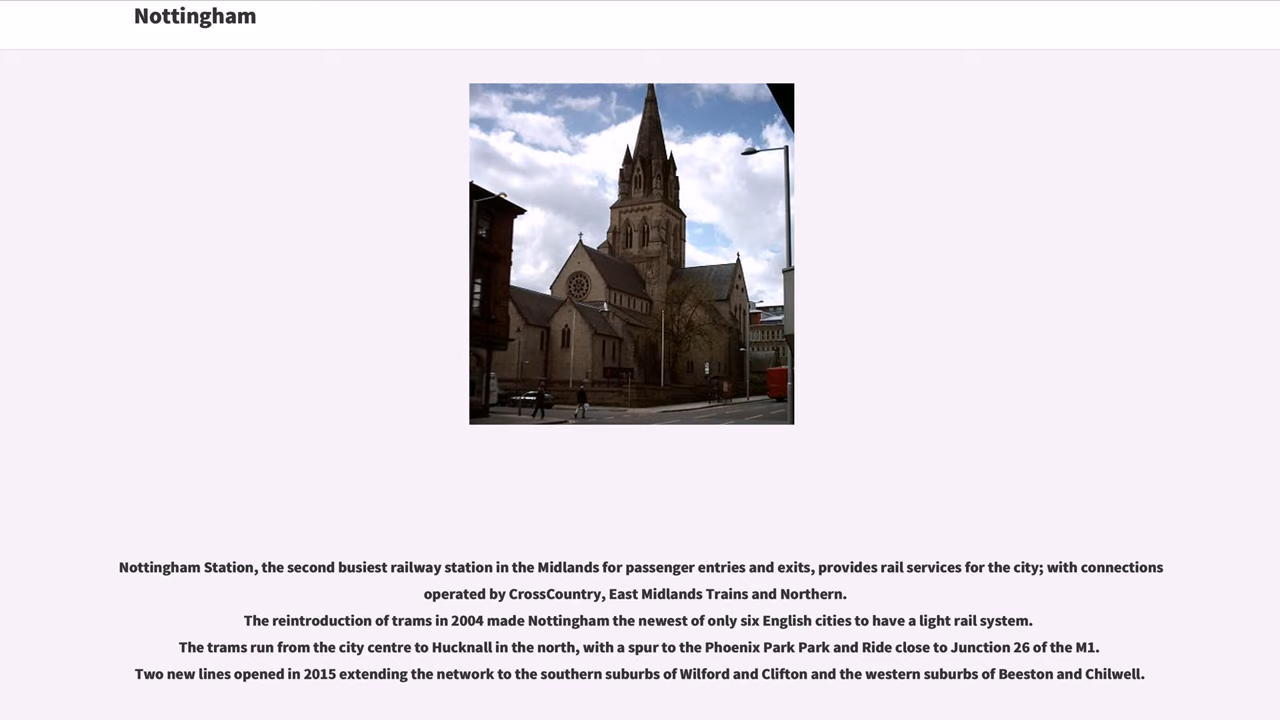 Nottingham
Nottingham Station, the second busiest railway station in the Midlands for passenger entries and exits, provides rail services for the city; with connections
operated by CrossCountry, East Midlands Trains and Northern.
The reintroduction of trams in 2004 made Nottingham the newest of only six English cities to have a light rail system.
The trams run from the city centre to Hucknall in the north, with a spur to the Phoenix Park Park and Ride close to Junction 26 of the M1.
Two new lines opened in 2015 extending the network to the southern suburbs of Wilford and Clifton and the western suburbs of Beeston and Chilwell.